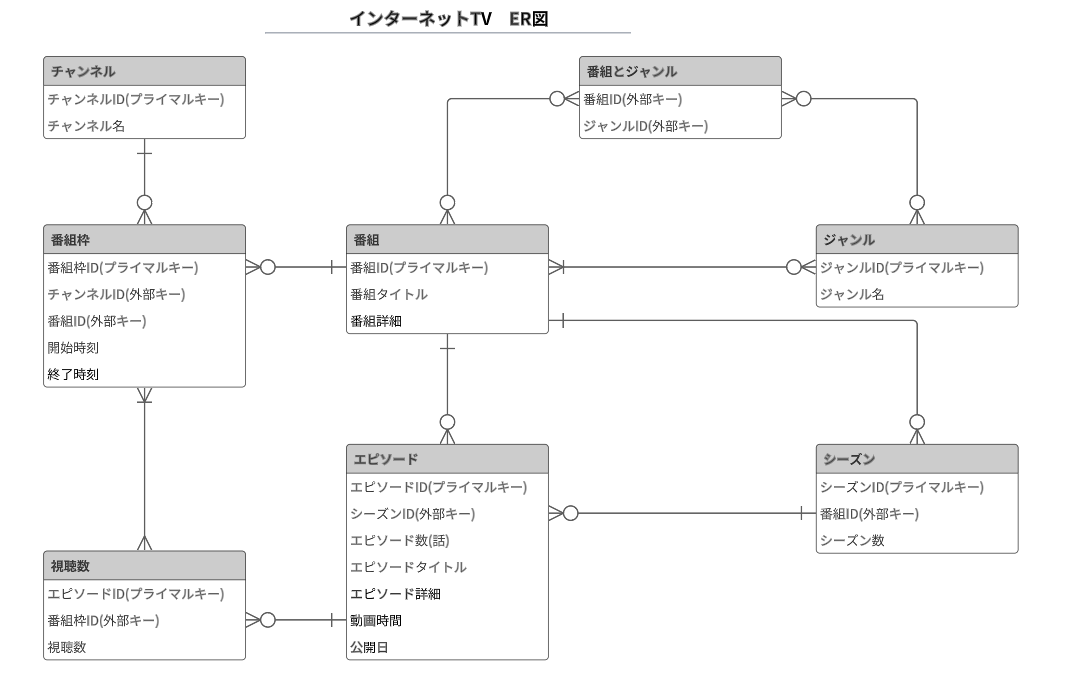 インターネットTV　ER図
チャンネル
チャンネルID(プライマルキー)
チャンネル名
番組とジャンル
番組ID(外部キー)
ジャンルID(外部キー)
番組枠
番組枠ID(プライマルキー)
チャンネルID(外部キー)
番組ID(外部キー)
開始時刻
終了時刻
番組
番組ID(プライマルキー)
番組タイトル
番組詳細
ジャンル
ジャンルID(プライマルキー)
ジャンル名
エピソード
エピソードID(プライマルキー)
シーズンID(外部キー)
エピソード数(話)
エピソードタイトル
エピソード詳細
動画時間
公開日
シーズン
シーズンID(プライマルキー)
番組ID(外部キー)
シーズン数
視聴数
エピソードID(プライマルキー)
番組枠ID(外部キー)
視聴数